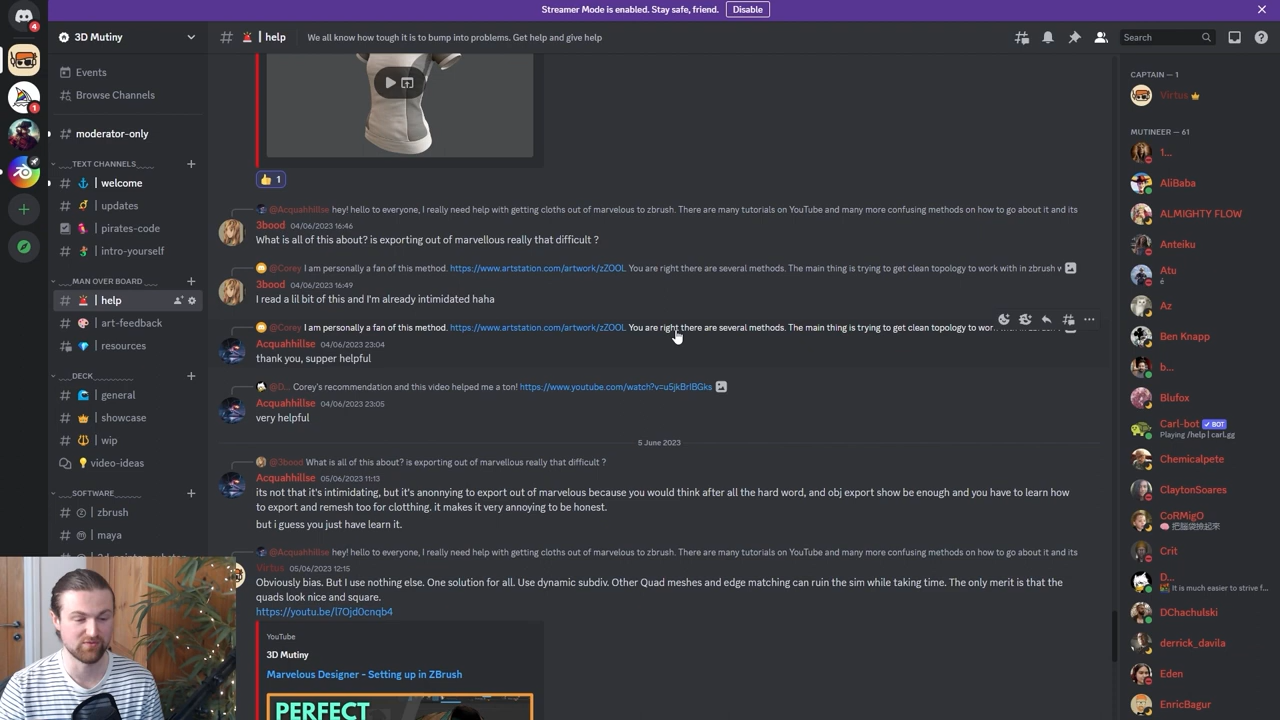 Streamer Mode is enabled. Stay safe, friend.
Disable
4
1
3D Mutiny
Events
Browse Channels
moderator-only
___TEXT CHANNELS____
| welcome
| updates
| pirates-code
| intro-yourself
MAN OVER BOARD
| help
| art-feedback
| resources
DECK
| general
| showcase
| wip
video-ideas
SOFTWARE
| zbrush
| maya
| help
We all know how tough it is to bump into problems. Get help and give help
Search
1
@Acquahhillse hey! hello to everyone, I really need help with getting cloths out of marvelous to zbrush. There are many tutorials on YouTube and many more confusing methods on how to go about it and its
3bood 04/06/2023 16:46
What is all of this about? is exporting out of marvellous really that difficult ?
@Corey I am personally a fan of this method. https://www.artstation.com/artwork/zZOOL You are right there are several methods. The main thing is trying to get clean topology to work with in zbrush w
3bood 04/06/2023 16:49
I read a lil bit of this and I'm already intimidated haha
@Corey I am personally a fan of this method. https://www.artstation.com/artwork/zZOOL You are right there are several methods. The main thing is trying to get clean topology to wor
Acquahhillse 04/06/2023 23:04
thank you, supper helpful
@D... Corey's recommendation and this video helped me a ton! https://www.youtube.com/watch?v=u5jkBrlBGks
Acquahhillse 04/06/2023 23:05
very helpful
5 June 2023
@3bood What is all of this about? is exporting out of marvellous really that difficult ?
Acquahhillse 05/06/2023 11:13
its not that it's intimidating, but it's anonnying to export out of marvelous because you would think after all the hard word, and obj export show be enough and you have to learn how
to export and remesh too for clothing. it makes it very annoying to be honest.
but i guess you just have learn it.
@Acquahhillse hey! hello to everyone, I really need help with getting cloths out of marvelous to zbrush. There are many tutorials on YouTube and many more confusing methods on how to go about it and its
Virtus 05/06/2023 12:15
Obviously bias. But I use nothing else. One solution for all. Use dynamic subdiv. Other Quad meshes and edge matching can ruin the sim while taking time. The only merit is that the
quads look nice and square.
https://youtu.be/l7Ojd0cnqb4
YouTube
3D Mutiny
Marvelous Designer - Setting up in ZBrush
PERFECT
CAPTAIN — 1
Virtus
MUTINEER — 61
1...
AliBaba
ALMIGHTY FLOW
Anteiku
Atu
é
Az
Ben Knapp
b...
Blufox
Carl-bot BOT
Playing /help | carl.gg
Chemicalpete
ClaytonSoares
CoRMigO
Crit
D...
It is much easier to strive f...
DChachulski
derrick_davila
Eden
EnricBagur